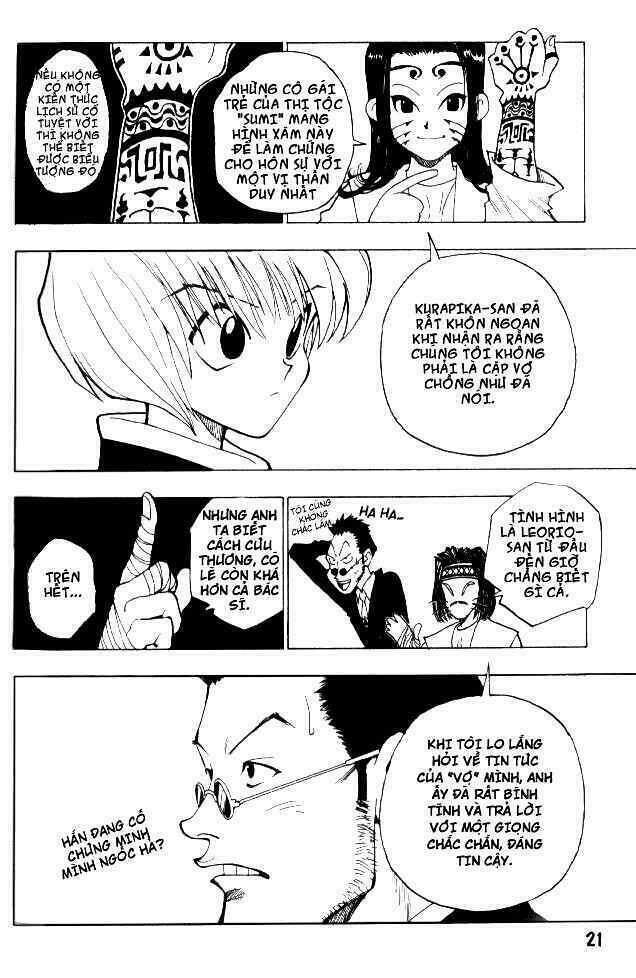 NHỮNG CÔ GÁI
TRẺ CỦA THỊ TỘC
"SUMI" MANG
HÌNH XĂM NÀY
ĐỂ LÀM CHỨNG
CHO HÔN SỰ VỚI
MỘT VỊ THẦN
DUY NHẤT
NẾU KHÔNG
CÓ MỘT
KIẾN THỨC
LỊCH SỬ CỔ
TUYỆT VỜI
THÌ KHÔNG
THỂ BIẾT
ĐƯỢC BIỂU
TƯỢNG ĐÓ
KURAPIKA-SAN ĐÃ
RẤT KHÔN NGOAN
KHI NHẬN RA RẰNG
CHÚNG TÔI KHÔNG
PHẢI LÀ CẶP VỢ
CHỒNG NHƯ ĐÃ
NÓI.
TÌNH HÌNH
LÀ LEORIO-
SAN TỪ ĐẦU
ĐẾN GIỜ
CHẲNG BIẾT
GÌ CẢ.
HA HA...
TÔI CŨNG
KHÔNG
CHẮC LẮM
NHƯNG ANH
TA BIẾT
CÁCH CỨU
THƯƠNG, CÓ
LẼ CÒN KHÁ
HƠN CẢ BÁC
SĨ.
TRÊN
HẾT...
KHI TÔI LO LẮNG
HỎI VỀ TIN TỨC
CỦA "VỢ" MÌNH, ANH
ẤY ĐÃ RẤT BÌNH
TĨNH VÀ TRẢ LỜI
VỚI MỘT GIỌNG
CHẮC CHẮN, ĐÁNG
TIN CẬY.
HẮN ĐANG CỐ
CHỨNG MINH
MÌNH NGỐC HẢ?
21